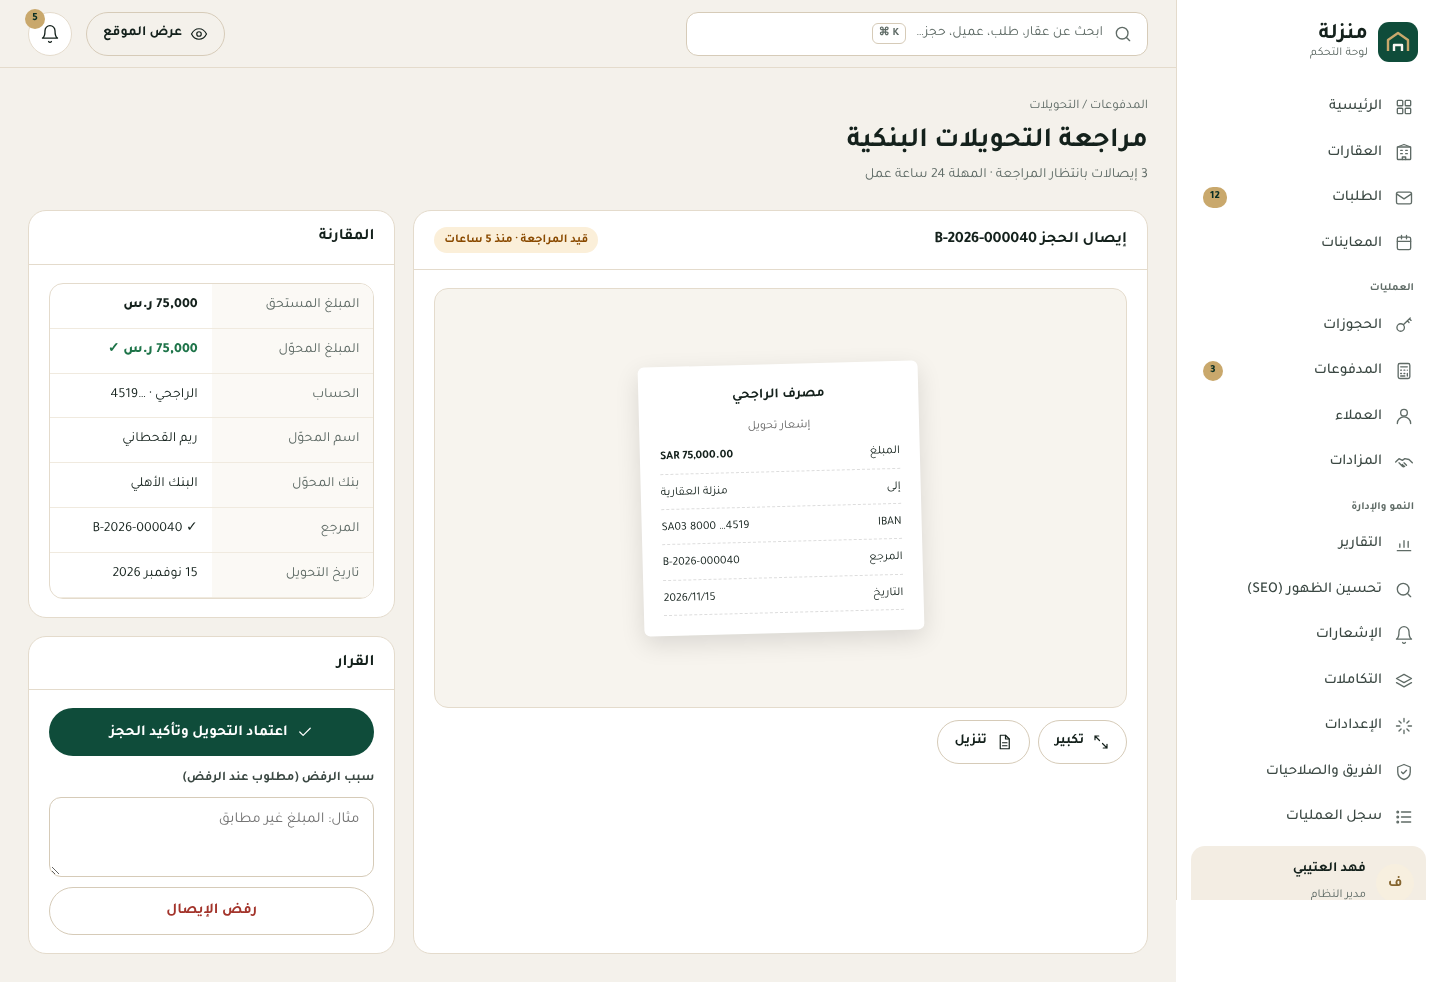 منزلة
لوحة التحكم
الرئيسية
العقارات
الطلبات 12
المعاينات
العمليات
الحجوزات
المدفوعات 3
العملاء
المزادات
النمو والإدارة
التقارير
تحسين الظهور (SEO)
الإشعارات
التكاملات
الإعدادات
الفريق والصلاحيات
سجل العمليات
ف
فهد العتيبي
مدير النظام
ابحث عن عقار، طلب، عميل، حجز... ⌘ K
عرض الموقع
5
المدفوعات / التحويلات
مراجعة التحويلات البنكية
3 إيصالات بانتظار المراجعة · المهلة 24 ساعة عمل
إيصال الحجز B-2026-000040
قيد المراجعة · منذ 5 ساعات
مصرف الراجحي
إشعار تحويل
المبلغ SAR 75,000.00
إلى منزلة العقارية
IBAN SA03 8000 …4519
المرجع B-2026-000040
التاريخ 2026/11/15
تكبير
تنزيل
المقارنة
المبلغ المستحق 75,000 ر.س
المبلغ المحوّل 75,000 ر.س ✓
الحساب الراجحي · …4519
اسم المحوّل ريم القحطاني
بنك المحوّل البنك الأهلي
المرجع B-2026-000040 ✓
تاريخ التحويل 15 نوفمبر 2026
القرار
اعتماد التحويل وتأكيد الحجز
سبب الرفض (مطلوب عند الرفض)
مثال: المبلغ غير مطابق
رفض الإيصال